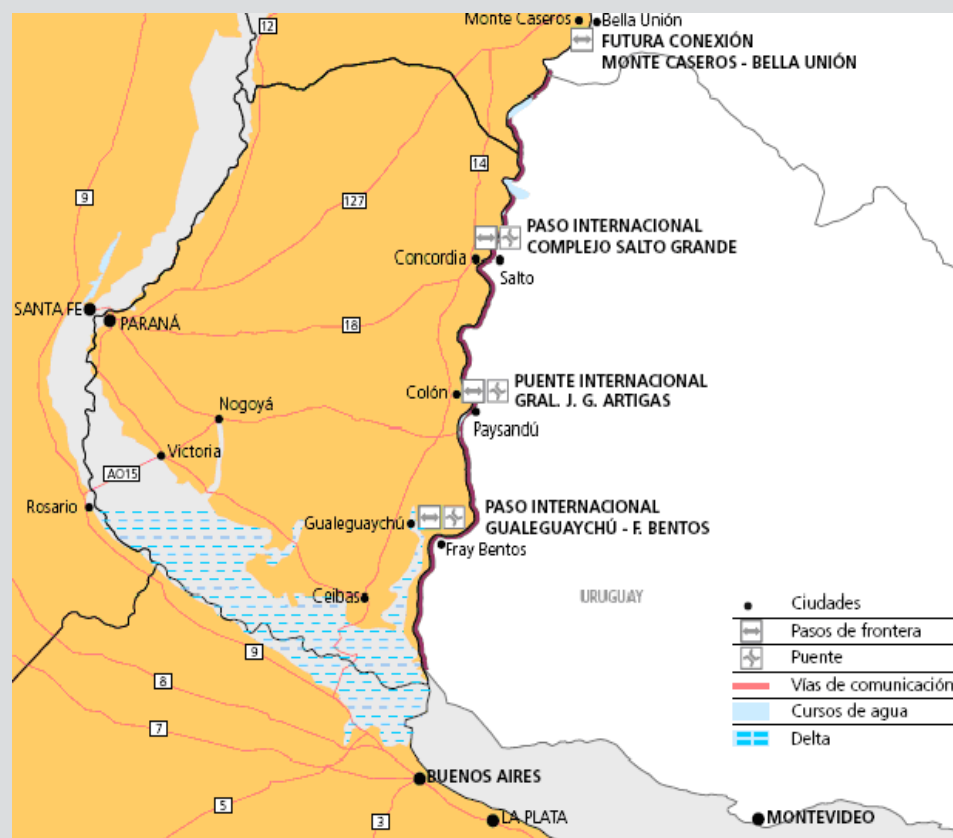 Monte Caseros
Bella Unión
12
FUTURA CONEXIÓN
MONTE CASEROS - BELLA UNIÓN
14
9
127
PASO INTERNACIONAL
COMPLEJO SALTO GRANDE
Concordia
Salto
SANTA FE
PARANÁ
18
PUENTE INTERNACIONAL
GRAL. J. G. ARTIGAS
Colón
Nogoyá
Paysandú
Victoria
AO15
Rosario
PASO INTERNACIONAL
GUALEGUAYCHÚ - F. BENTOS
Gualeguaychú
Fray Bentos
Ceibas
URUGUAY
Ciudades
Pasos de frontera
Puente
Vías de comunicación
Cursos de agua
Delta
9
8
7
BUENOS AIRES
5
3
LA PLATA
MONTEVIDEO